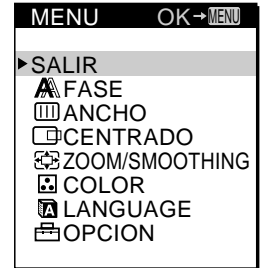 MENU OK→MENU
SALIR
FASE
ANCHO
CENTRADO
ZOOM/SMOOTHING
COLOR
LANGUAGE
OPCION